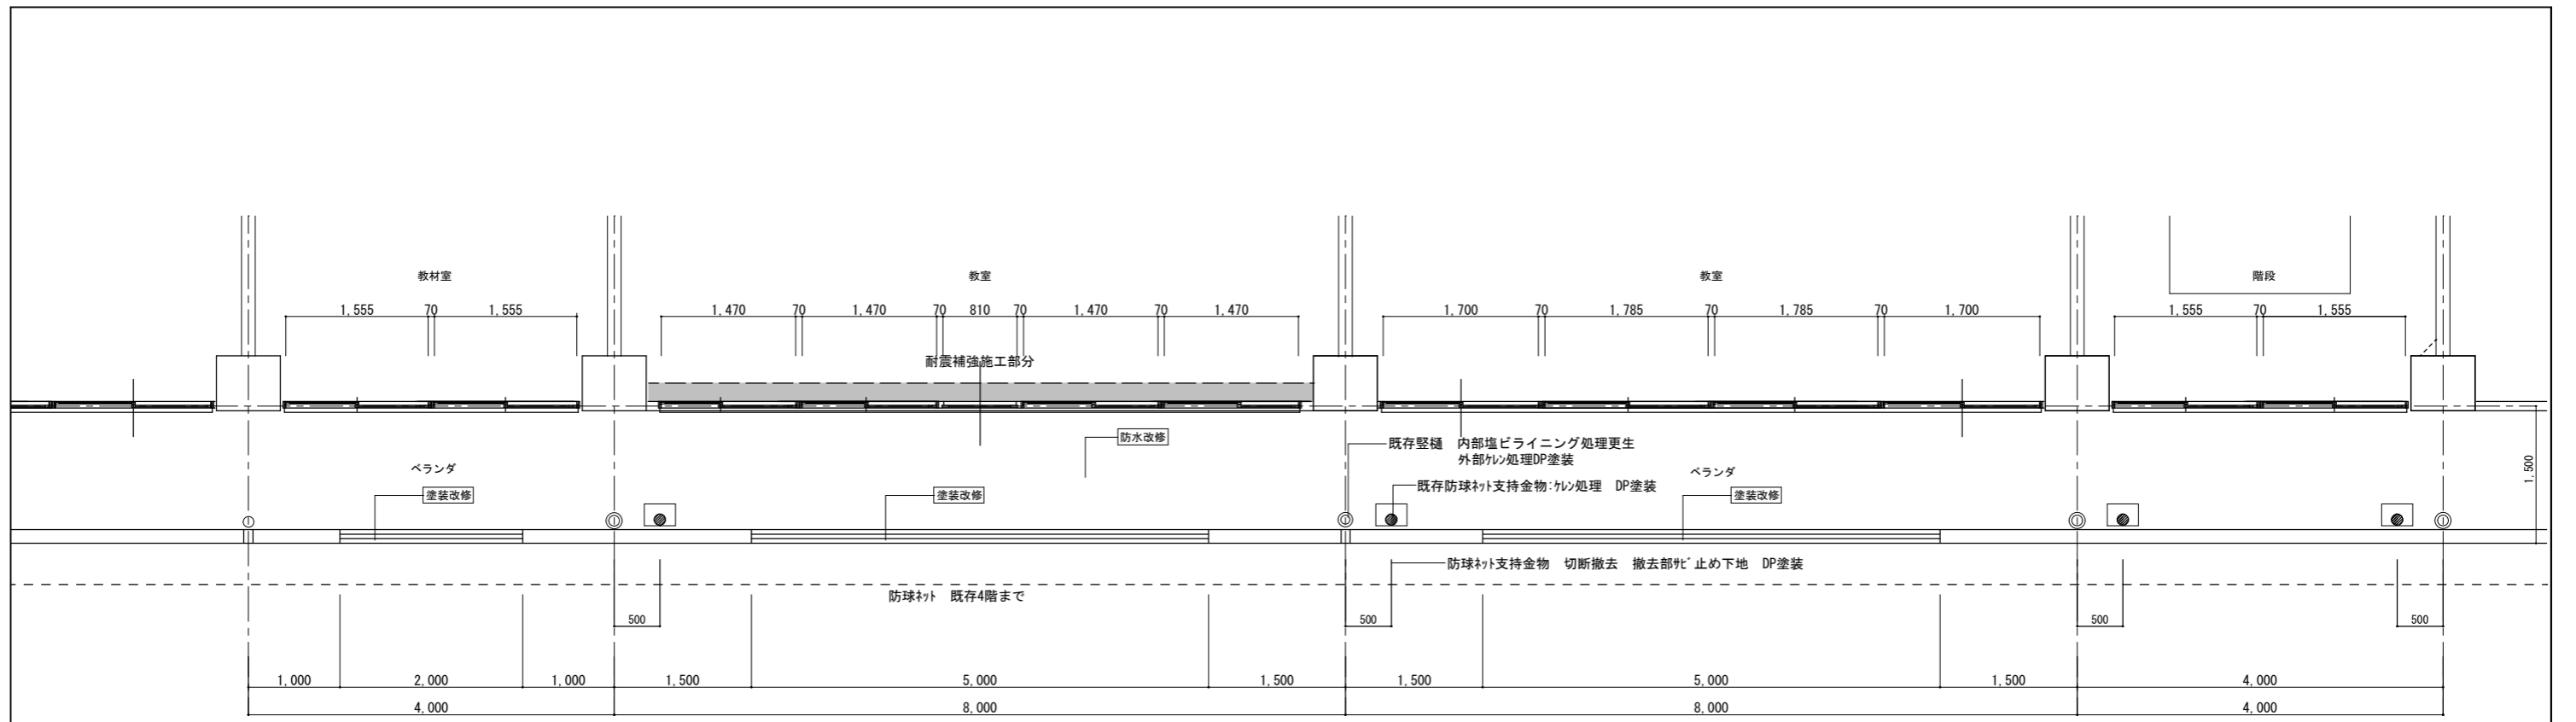 教材室 教室 教室 階段
1,555 70 1,555 1,470 70 1,470 70 810 70 1,470 70 1,470 1,700 70 1,785 70 1,785 70 1,700 1,555 70 1,555
耐震補強施工部分
防水改修
既存竪樋 内部塩ビライニング処理更生
外部ｹﾚﾝ処理DP塗装
ベランダ ベランダ
1,500
塗装改修 塗装改修 塗装改修
既存防球ﾈｯﾄ支持金物:ｹﾚﾝ処理 DP塗装
防球ﾈｯﾄ支持金物 切断撤去 撤去部ｻﾋﾞ止め下地 DP塗装
防球ﾈｯﾄ 既存4階まで
500 500 500 500
1,000 2,000 1,000 1,500 5,000 1,500 1,500 5,000 1,500 4,000
4,000 8,000 8,000 4,000